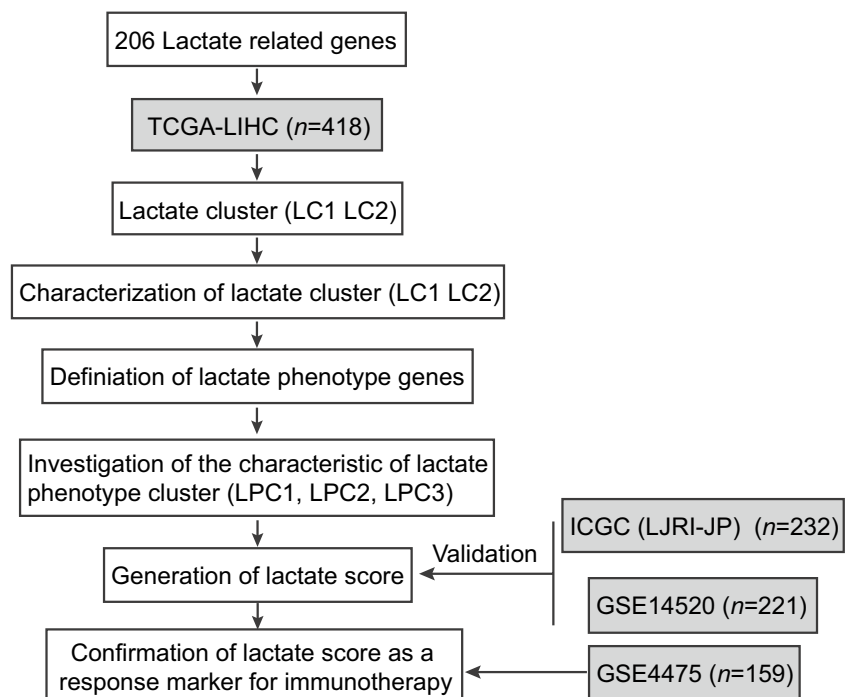 206 Lactate related genes
TCGA-LIHC (n=418)
Lactate cluster (LC1 LC2)
Characterization of lactate cluster (LC1 LC2)
Definiation of lactate phenotype genes
Investigation of the characteristic of lactate
phenotype cluster (LPC1, LPC2, LPC3)
ICGC (LJRI-JP) (n=232)
Validation
Generation of lactate score
GSE14520 (n=221)
Confirmation of lactate score as a
response marker for immunotherapy
GSE4475 (n=159)